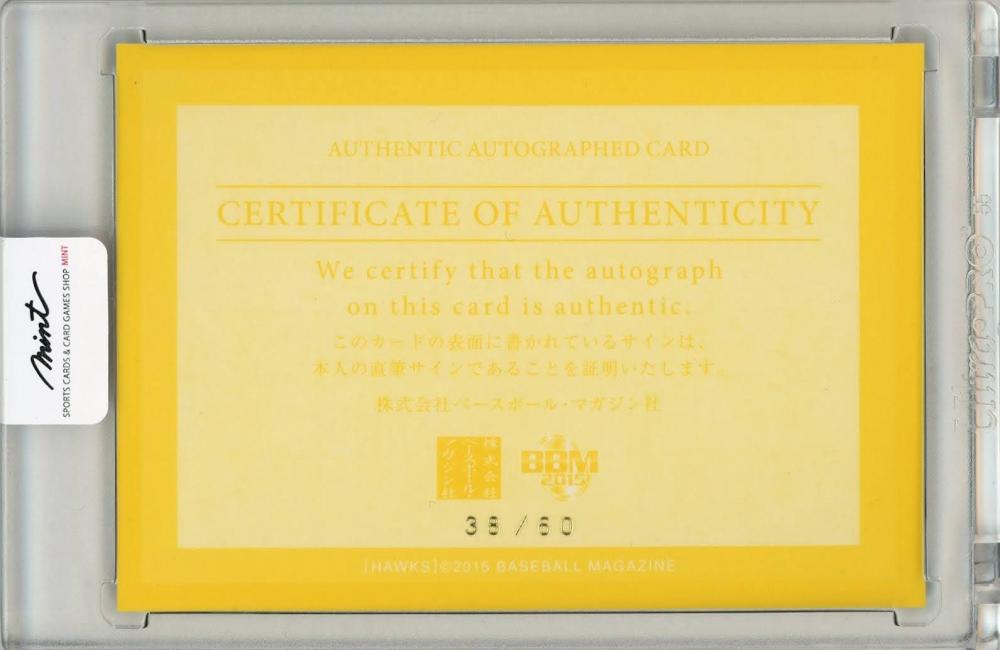 AUTHENTIC AUTOGRAPHED CARD
CERTIFICATE OF AUTHENTICITY
We certify that the autograph
on this card is authentic.
このカードの表面に書かれているサインは、
本人の直筆サインであることを証明いたします。
株式会社ベースボール・マガジン社
株式会社
ベースボール・
マガジン社
BBM
2015
38/60
[HAWKS]©2015 BASEBALL MAGAZINE
mint
SPORTS CARDS & CARD GAMES SHOP MINT